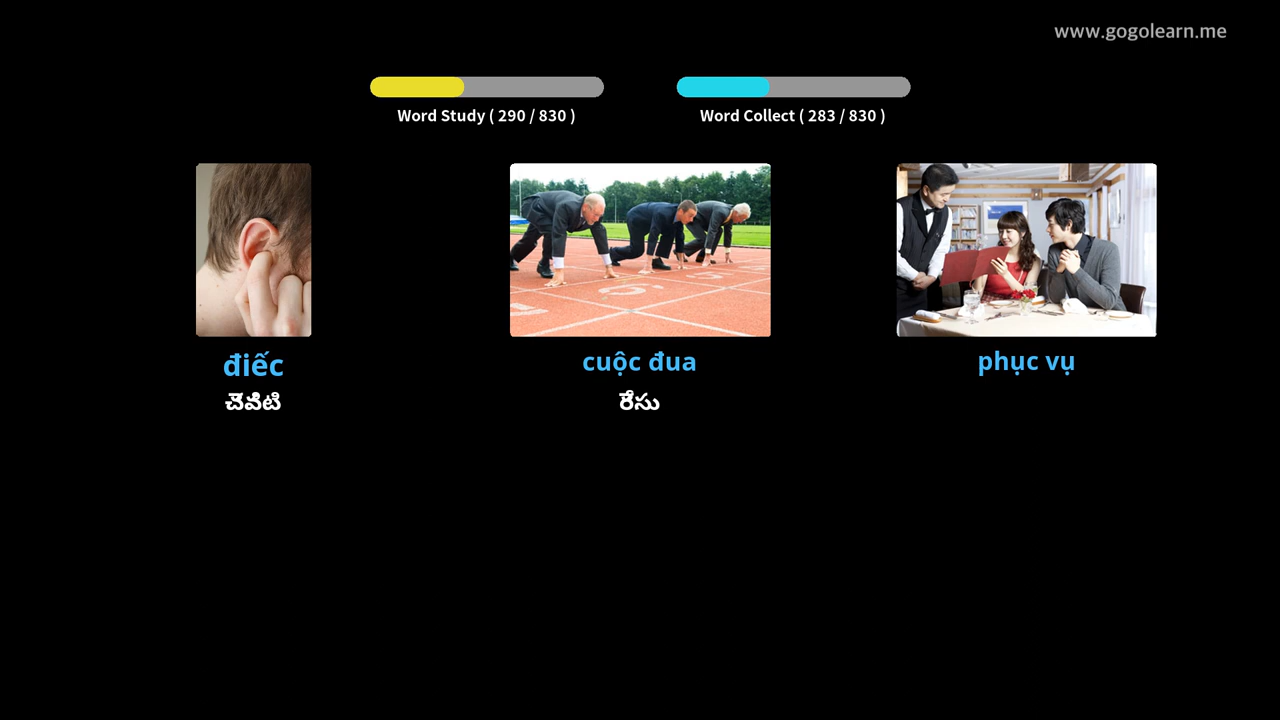 www.gogolearn.me
Word Study ( 290 / 830 )
Word Collect ( 283 / 830 )
điếc
cuộc đua
phục vụ
చెవిటి
రేసు